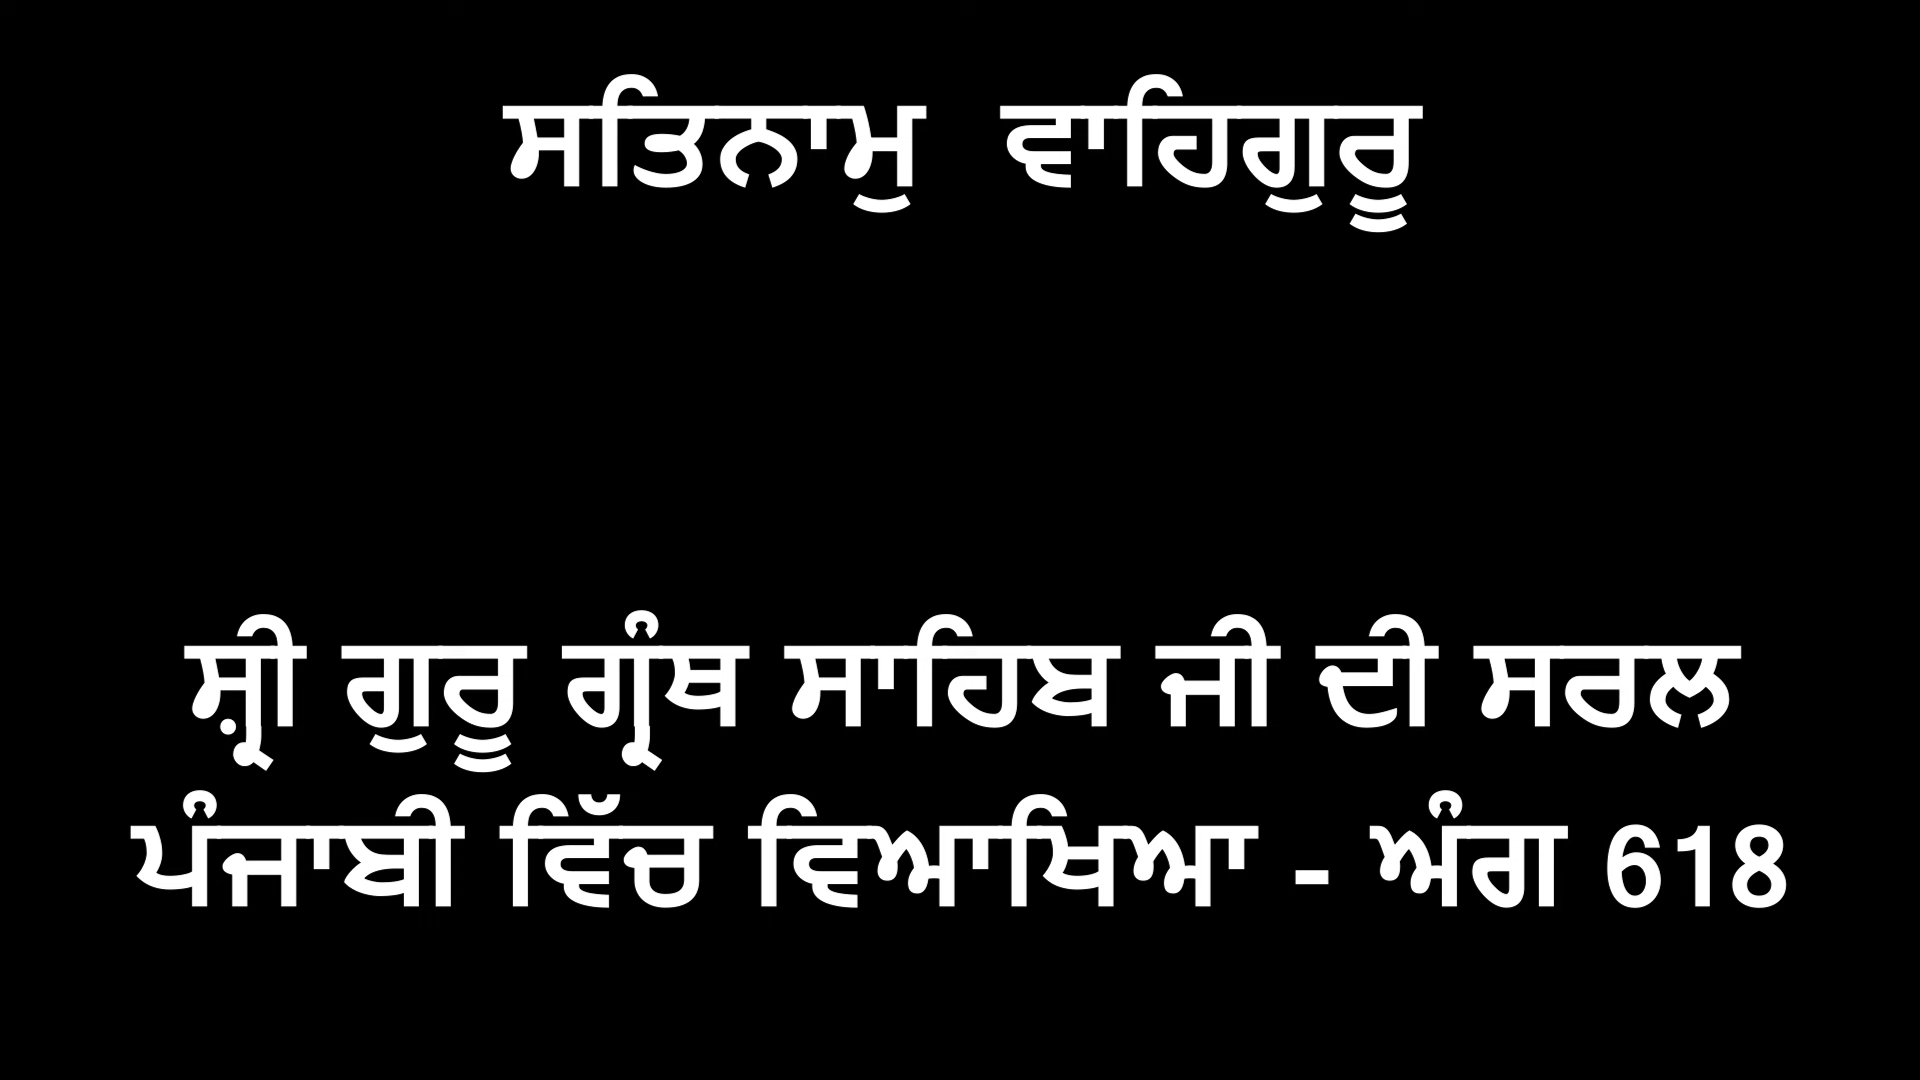 ਸਤਿਨਾਮੁ ਵਾਹਿਗੁਰੂ
ਸ਼੍ਰੀ ਗੁਰੂ ਗ੍ਰੰਥ ਸਾਹਿਬ ਜੀ ਦੀ ਸਰਲ
ਪੰਜਾਬੀ ਵਿੱਚ ਵਿਆਖਿਆ - ਅੰਗ 618